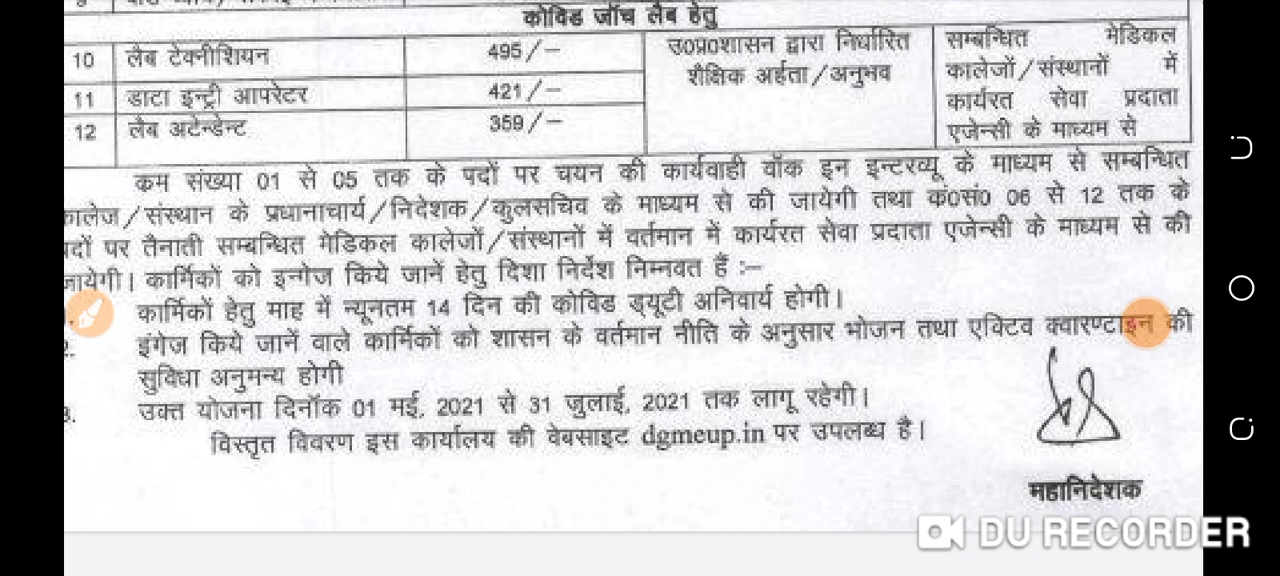 कोविड जॉच लैब हेतु
10 लैब टेक्नीशियन 495/– उ0प्र0शासन द्वारा निर्धारित शैक्षिक अर्हता/अनुभव सम्बन्धित मेडिकल कालेजों/संस्थानों में कार्यरत सेवा प्रदाता एजेन्सी के माध्यम से
11 डाटा इन्ट्री आपरेटर 421/–
12 लैब अटेन्डेन्ट 359/–
कम संख्या 01 से 05 तक के पदों पर चयन की कार्यवाही वॉक इन इन्टरव्यू के माध्यम से सम्बन्धित
कालेज/संस्थान के प्रधानाचार्य/निदेशक/कुलसचिव के माध्यम से की जायेगी तथा कं0सं0 06 से 12 तक के
पदों पर तैनाती सम्बन्धित मेडिकल कालेजों/संस्थानों में वर्तमान में कार्यरत सेवा प्रदाता एजेन्सी के माध्यम से की
जायेगी। कार्मिकों को इन्गेज किये जानें हेतु दिशा निर्देश निम्नवत हैं :–
कार्मिकों हेतु माह में न्यूनतम 14 दिन की कोविड ड्यूटी अनिवार्य होगी।
2. इंगेज किये जानें वाले कार्मिकों को शासन के वर्तमान नीति के अनुसार भोजन तथा एक्टिव क्वारण्टाइन की
सुविधा अनुमन्य होगी
3. उक्त योजना दिनॉक 01 मई, 2021 से 31 जुलाई, 2021 तक लागू रहेगी।
विस्तृत विवरण इस कार्यालय की वेबसाइट dgmeup.in पर उपलब्ध है।
महानिदेशक
DU RECORDER